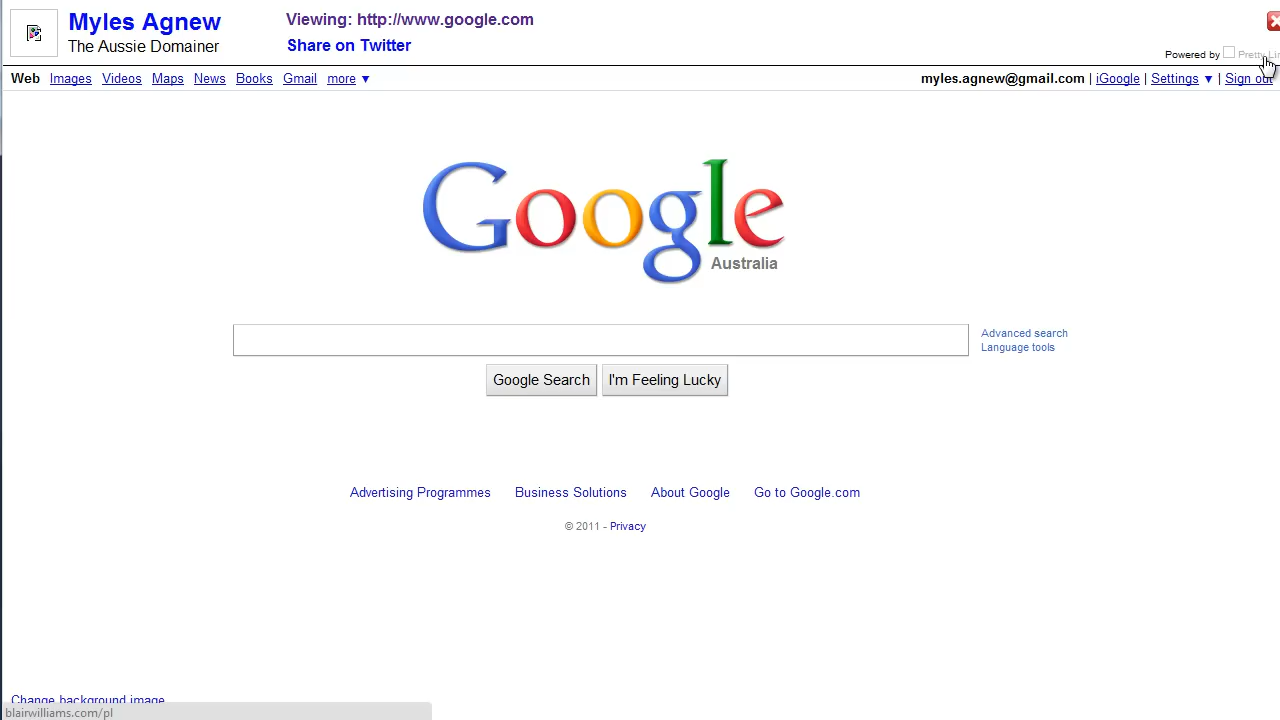 Myles Agnew
The Aussie Domainer
Viewing: http://www.google.com
Share on Twitter
Powered by Pretty Lin
Web Images Videos Maps News Books Gmail more ▼
myles.agnew@gmail.com | iGoogle | Settings ▼ | Sign out
Google
Australia
Advanced search
Language tools
Google Search I'm Feeling Lucky
Advertising Programmes Business Solutions About Google Go to Google.com
© 2011 - Privacy
Change background image
blairwilliams.com/pl